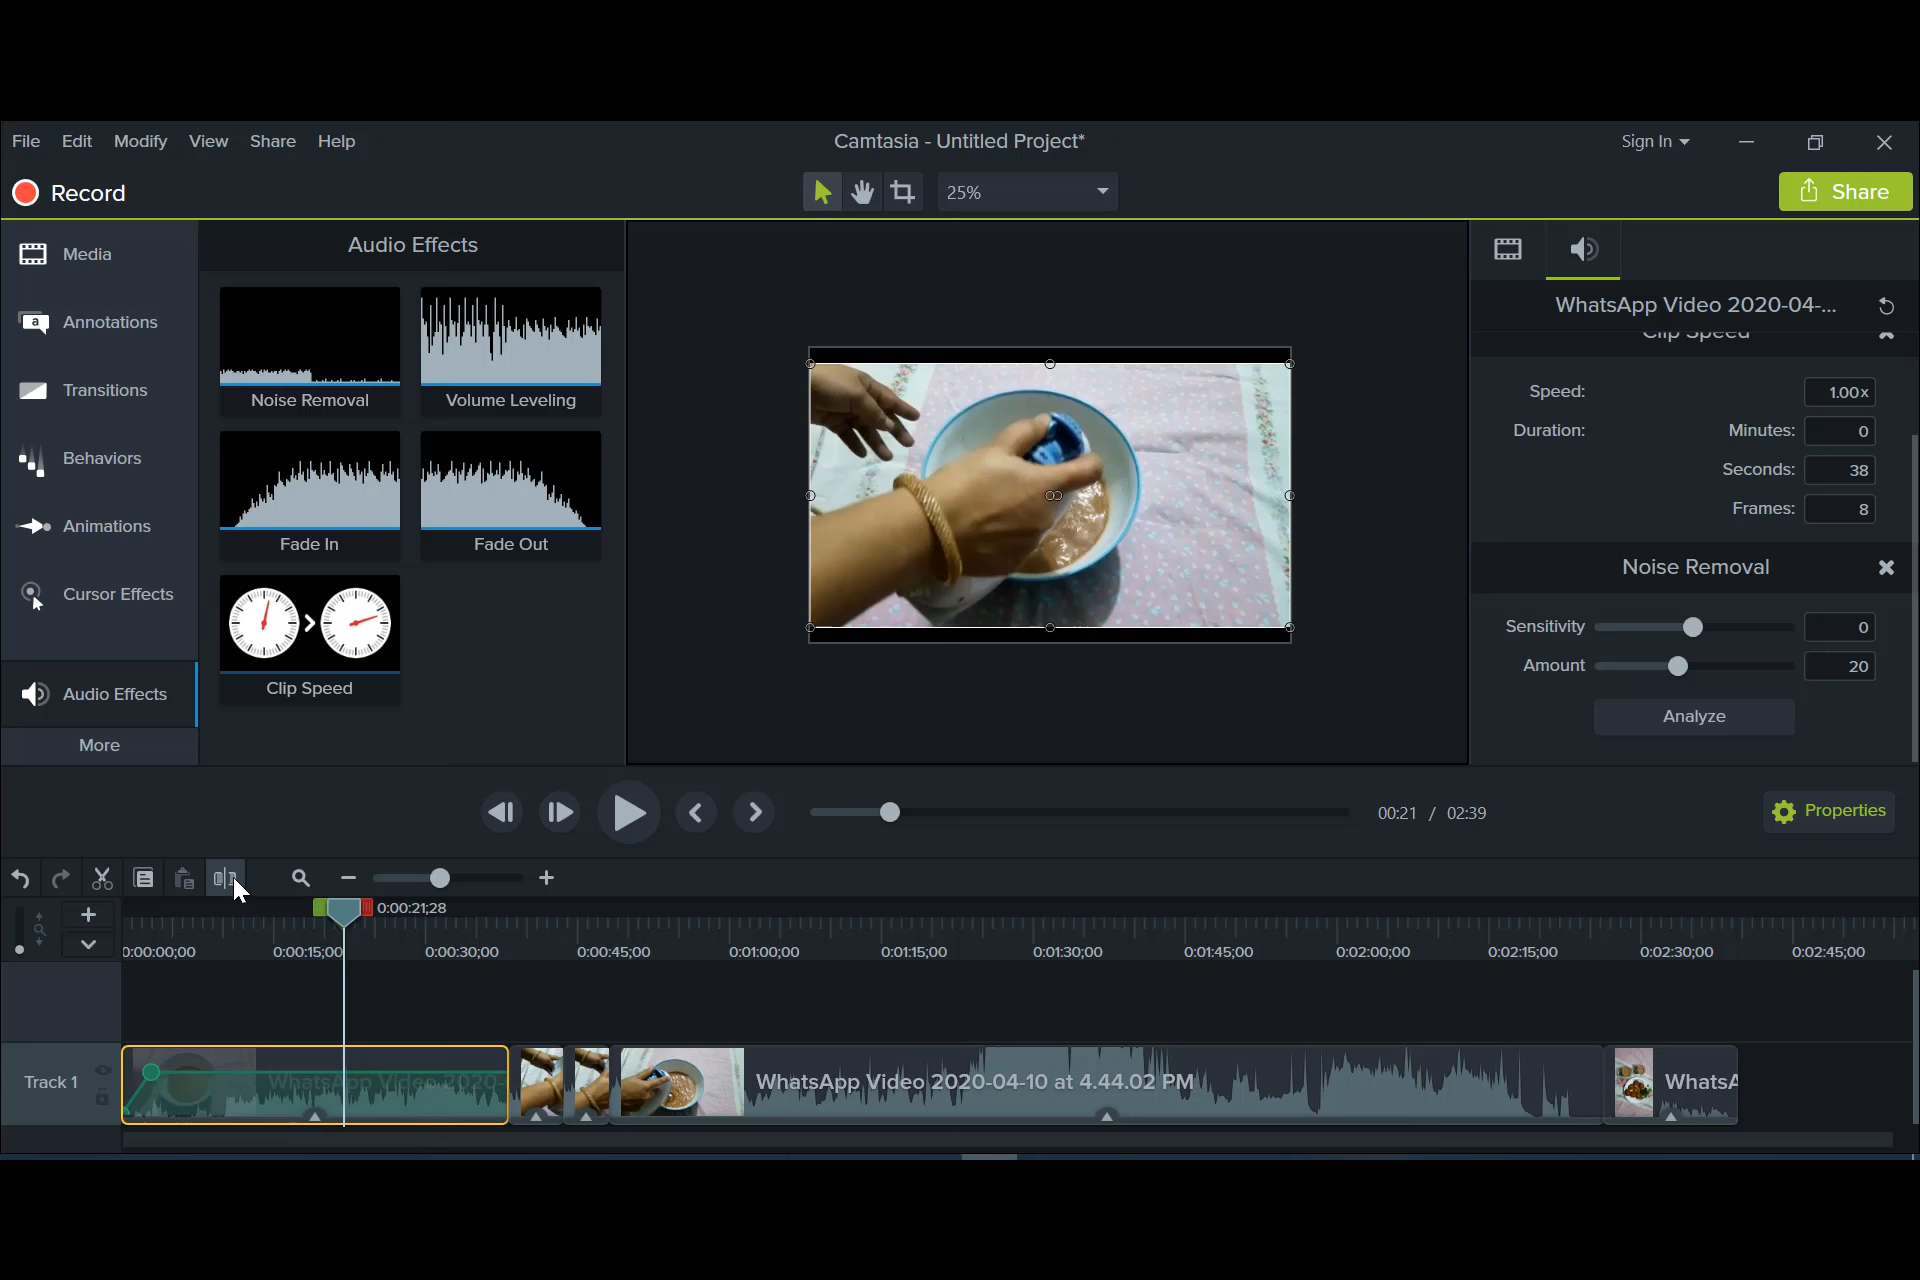 File Edit Modify View Share Help
Camtasia - Untitled Project*
Sign In
Record
25%
Share
Media
Annotations
Transitions
Behaviors
Animations
Cursor Effects
Audio Effects
More
Audio Effects
Noise Removal
Volume Leveling
Fade In
Fade Out
Clip Speed
WhatsApp Video 2020-04-...
Clip Speed
Speed: 1.00x
Duration: Minutes: 0
Seconds: 38
Frames: 8
Noise Removal
Sensitivity 0
Amount 20
Analyze
00:21 / 02:39
Properties
0:00:21;28
0:00:00;00 0:00:15;00 0:00:30;00 0:00:45;00 0:01:00;00 0:01:15;00 0:01:30;00 0:01:45;00 0:02:00;00 0:02:15;00 0:02:30;00 0:02:45;00
Track 1
WhatsApp Video 2020-
WhatsApp Video 2020-04-10 at 4.44.02 PM
WhatsA